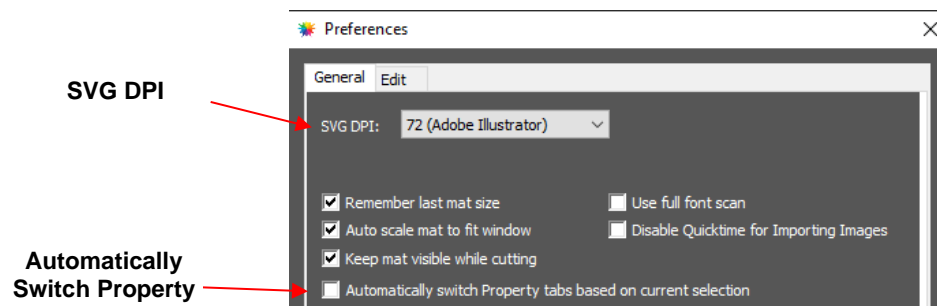 Preferences
General Edit
SVG DPI
SVG DPI: 72 (Adobe Illustrator)
Remember last mat size Use full font scan
Auto scale mat to fit window Disable Quicktime for Importing Images
Keep mat visible while cutting
Automatically
Switch Property
Automatically switch Property tabs based on current selection